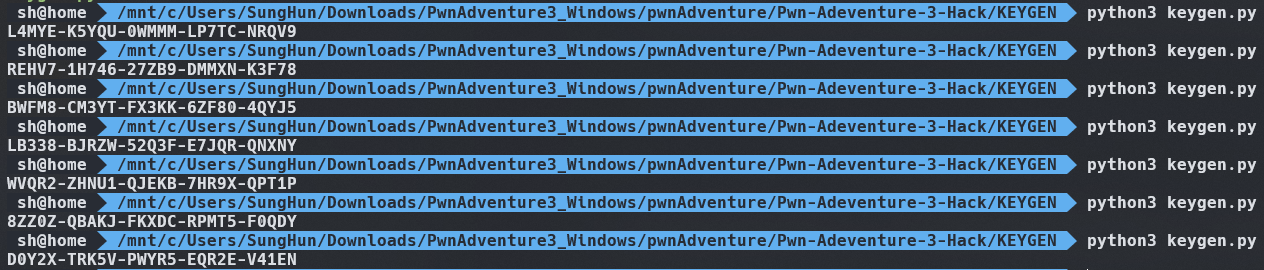 sh@home /mnt/c/Users/SungHun/Downloads/PwnAdventure3_Windows/pwnAdventure/Pwn-Adeventure-3-Hack/KEYGEN python3 keygen.py
L4MYE-K5YQU-0WMMM-LP7TC-NRQV9
sh@home /mnt/c/Users/SungHun/Downloads/PwnAdventure3_Windows/pwnAdventure/Pwn-Adeventure-3-Hack/KEYGEN python3 keygen.py
REHV7-1H746-27ZB9-DMMXN-K3F78
sh@home /mnt/c/Users/SungHun/Downloads/PwnAdventure3_Windows/pwnAdventure/Pwn-Adeventure-3-Hack/KEYGEN python3 keygen.py
BWFM8-CM3YT-FX3KK-6ZF80-4QYJ5
sh@home /mnt/c/Users/SungHun/Downloads/PwnAdventure3_Windows/pwnAdventure/Pwn-Adeventure-3-Hack/KEYGEN python3 keygen.py
LB338-BJRZW-52Q3F-E7JQR-QNXNY
sh@home /mnt/c/Users/SungHun/Downloads/PwnAdventure3_Windows/pwnAdventure/Pwn-Adeventure-3-Hack/KEYGEN python3 keygen.py
WVQR2-ZHNU1-QJEKB-7HR9X-QPT1P
sh@home /mnt/c/Users/SungHun/Downloads/PwnAdventure3_Windows/pwnAdventure/Pwn-Adeventure-3-Hack/KEYGEN python3 keygen.py
8ZZ0Z-QBAKJ-FKXDC-RPMT5-F0QDY
sh@home /mnt/c/Users/SungHun/Downloads/PwnAdventure3_Windows/pwnAdventure/Pwn-Adeventure-3-Hack/KEYGEN python3 keygen.py
D0Y2X-TRK5V-PWYR5-EQR2E-V41EN